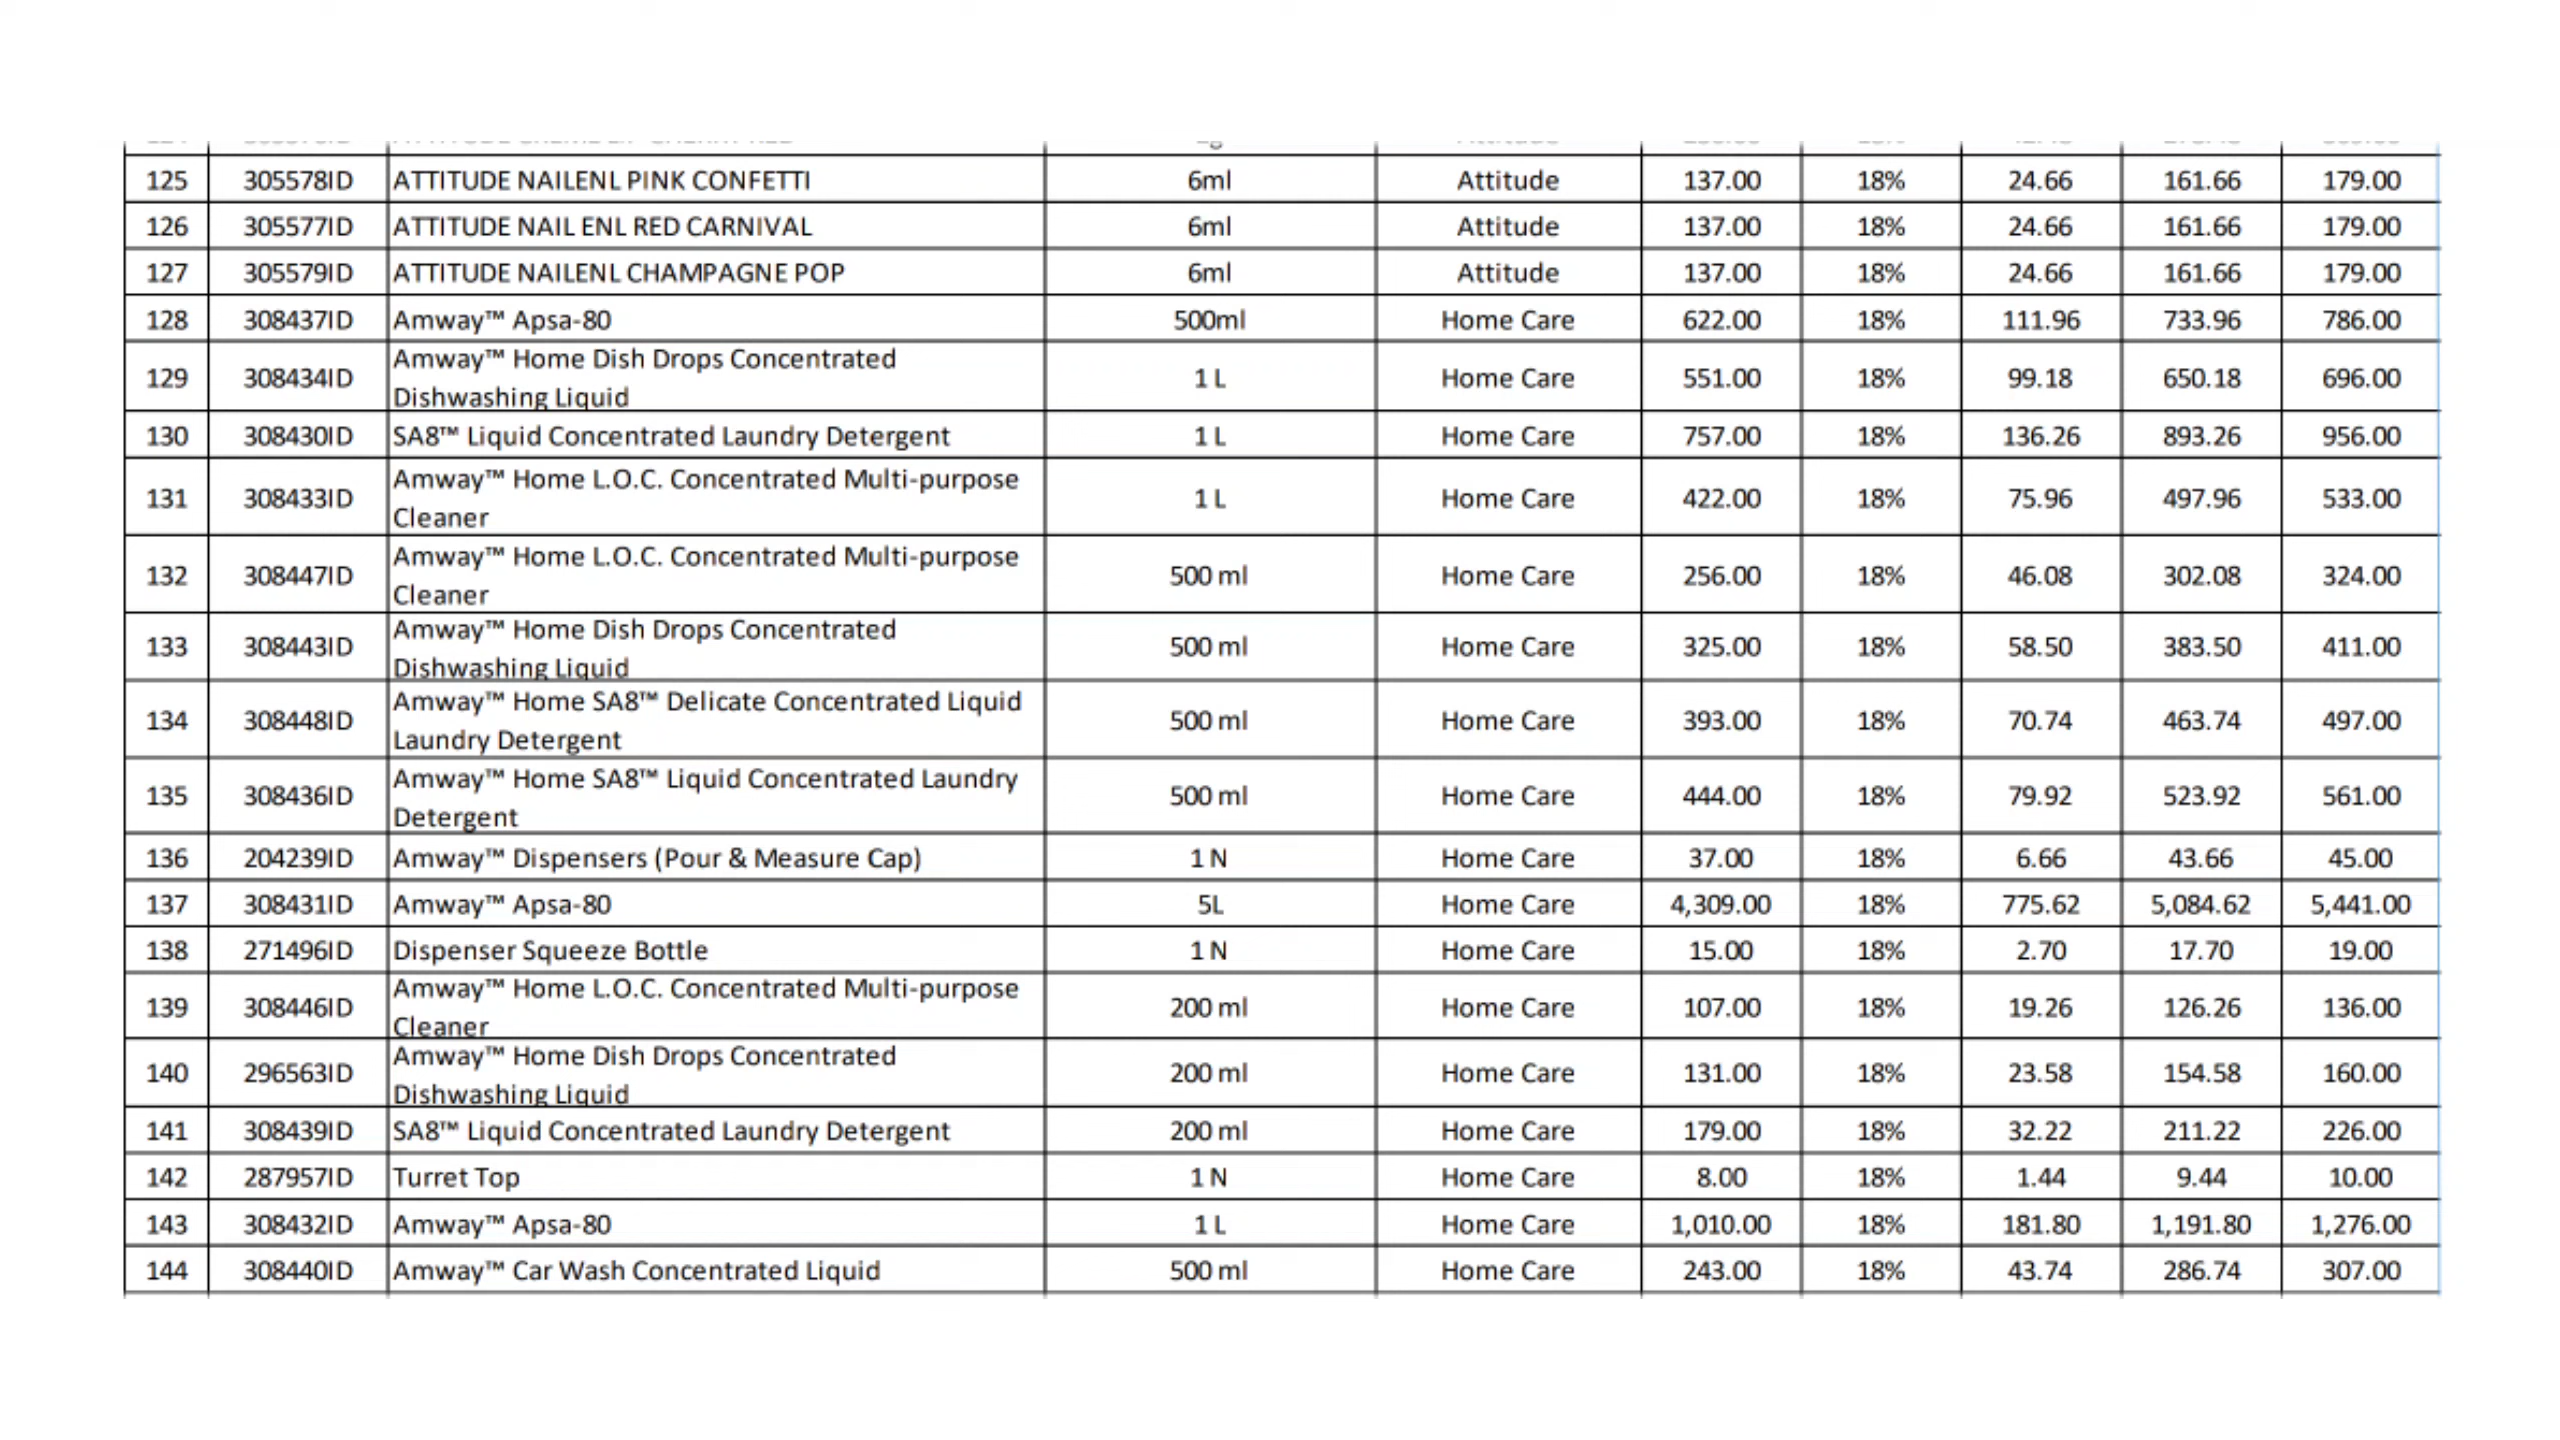 125 305578ID ATTITUDE NAILENL PINK CONFETTI 6ml Attitude 137.00 18% 24.66 161.66 179.00
126 305577ID ATTITUDE NAIL ENL RED CARNIVAL 6ml Attitude 137.00 18% 24.66 161.66 179.00
127 305579ID ATTITUDE NAILENL CHAMPAGNE POP 6ml Attitude 137.00 18% 24.66 161.66 179.00
128 308437ID Amway™ Apsa-80 500ml Home Care 622.00 18% 111.96 733.96 786.00
129 308434ID Amway™ Home Dish Drops Concentrated
Dishwashing Liquid 1 L Home Care 551.00 18% 99.18 650.18 696.00
130 308430ID SA8™ Liquid Concentrated Laundry Detergent 1 L Home Care 757.00 18% 136.26 893.26 956.00
131 308433ID Amway™ Home L.O.C. Concentrated Multi-purpose
Cleaner 1 L Home Care 422.00 18% 75.96 497.96 533.00
132 308447ID Amway™ Home L.O.C. Concentrated Multi-purpose
Cleaner 500 ml Home Care 256.00 18% 46.08 302.08 324.00
133 308443ID Amway™ Home Dish Drops Concentrated
Dishwashing Liquid 500 ml Home Care 325.00 18% 58.50 383.50 411.00
134 308448ID Amway™ Home SA8™ Delicate Concentrated Liquid
Laundry Detergent 500 ml Home Care 393.00 18% 70.74 463.74 497.00
135 308436ID Amway™ Home SA8™ Liquid Concentrated Laundry
Detergent 500 ml Home Care 444.00 18% 79.92 523.92 561.00
136 204239ID Amway™ Dispensers (Pour & Measure Cap) 1 N Home Care 37.00 18% 6.66 43.66 45.00
137 308431ID Amway™ Apsa-80 5L Home Care 4,309.00 18% 775.62 5,084.62 5,441.00
138 271496ID Dispenser Squeeze Bottle 1 N Home Care 15.00 18% 2.70 17.70 19.00
139 308446ID Amway™ Home L.O.C. Concentrated Multi-purpose
Cleaner 200 ml Home Care 107.00 18% 19.26 126.26 136.00
140 296563ID Amway™ Home Dish Drops Concentrated
Dishwashing Liquid 200 ml Home Care 131.00 18% 23.58 154.58 160.00
141 308439ID SA8™ Liquid Concentrated Laundry Detergent 200 ml Home Care 179.00 18% 32.22 211.22 226.00
142 287957ID Turret Top 1 N Home Care 8.00 18% 1.44 9.44 10.00
143 308432ID Amway™ Apsa-80 1 L Home Care 1,010.00 18% 181.80 1,191.80 1,276.00
144 308440ID Amway™ Car Wash Concentrated Liquid 500 ml Home Care 243.00 18% 43.74 286.74 307.00